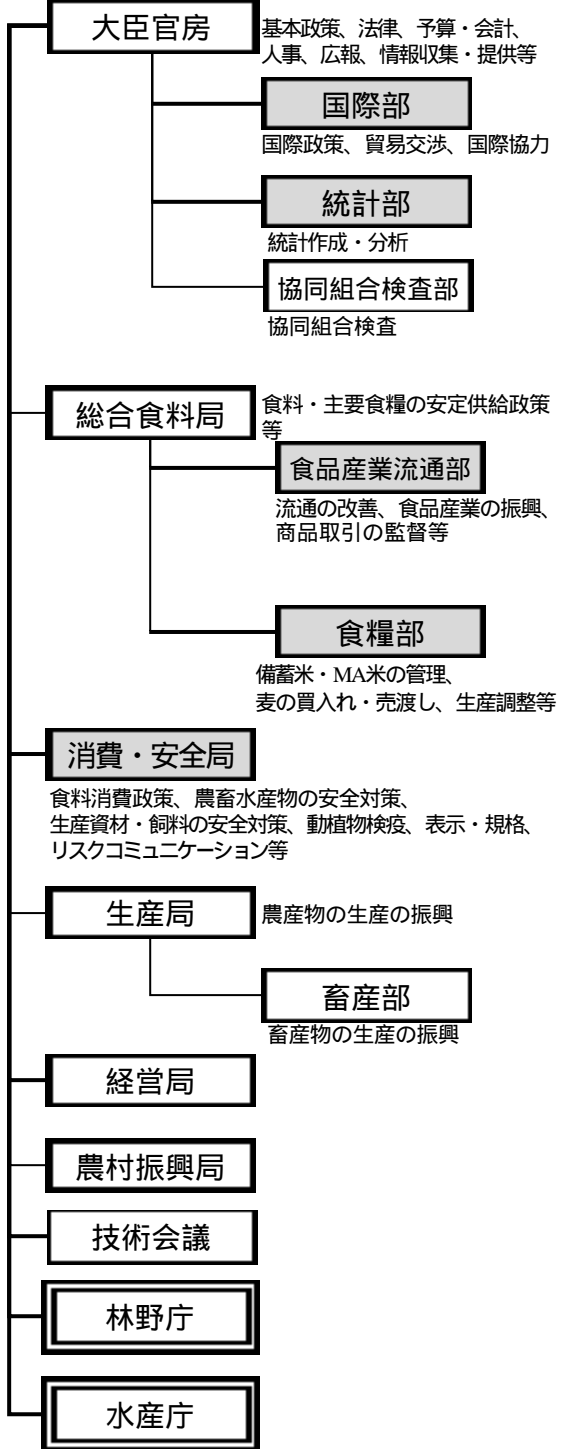 大臣官房
基本政策、法律、予算・会計、
人事、広報、情報収集・提供等
国際部
国際政策、貿易交渉、国際協力
統計部
統計作成・分析
協同組合検査部
協同組合検査
総合食料局
食料・主要食糧の安定供給政策
等
食品産業流通部
流通の改善、食品産業の振興、
商品取引の監督等
食糧部
備蓄米・MA米の管理、
麦の買入れ・売渡し、生産調整等
消費・安全局
食料消費政策、農畜水産物の安全対策、
生産資材・飼料の安全対策、動植物検疫、表示・規格、
リスクコミュニケーション等
生産局
農産物の生産の振興
畜産部
畜産物の生産の振興
経営局
農村振興局
技術会議
林野庁
水産庁